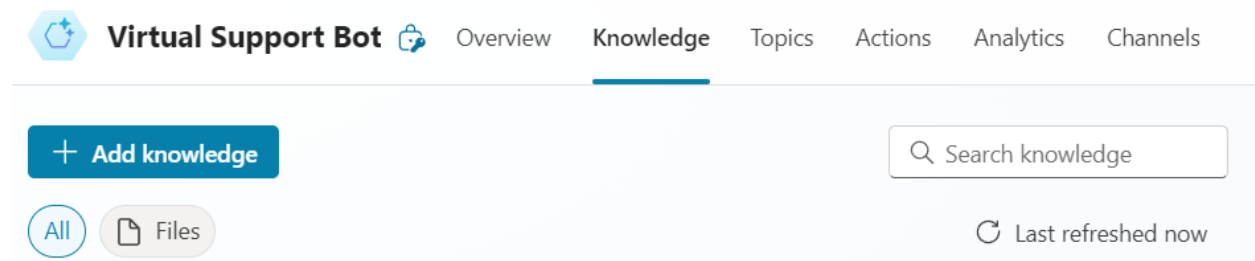 Virtual Support Bot Overview Knowledge Topics Actions Analytics Channels
Add knowledge Search knowledge
All Files Last refreshed now